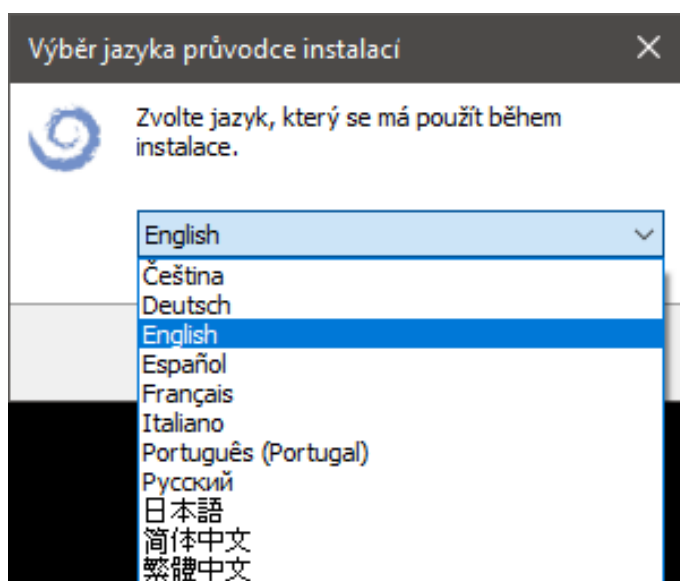 Výběr jazyka průvodce instalací
Zvolte jazyk, který se má použít během
instalace.
English
Čeština
Deutsch
English
Español
Français
Italiano
Português (Portugal)
Русский
日本語
简体中文
繁體中文